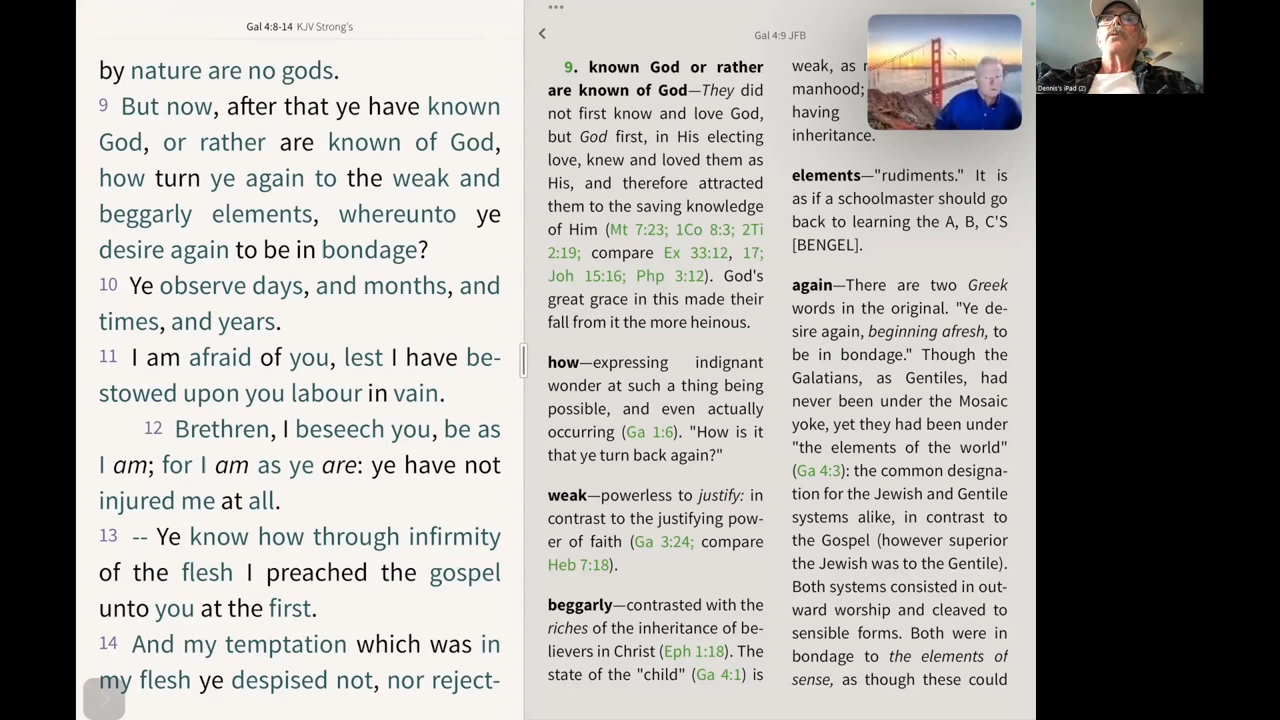 Gal 4:8-14 KJV Strong's
by nature are no gods.
9 But now, after that ye have known
God, or rather are known of God,
how turn ye again to the weak and
beggarly elements, whereunto ye
desire again to be in bondage?
10 Ye observe days, and months, and
times, and years.
11 I am afraid of you, lest I have be-
stowed upon you labour in vain.
12 Brethren, I beseech you, be as
I am; for I am as ye are: ye have not
injured me at all.
13 -- Ye know how through infirmity
of the flesh I preached the gospel
unto you at the first.
14 And my temptation which was in
my flesh ye despised not, nor reject-
Gal 4:9 JFB
9. known God or rather
are known of God—They did
not first know and love God,
but God first, in His electing
love, knew and loved them as
His, and therefore attracted
them to the saving knowledge
of Him (Mt 7:23; 1Co 8:3; 2Ti
2:19; compare Ex 33:12, 17;
Joh 15:16; Php 3:12). God's
great grace in this made their
fall from it the more heinous.
how—expressing indignant
wonder at such a thing being
possible, and even actually
occurring (Ga 1:6). "How is it
that ye turn back again?"
weak—powerless to justify: in
contrast to the justifying pow-
er of faith (Ga 3:24; compare
Heb 7:18).
beggarly—contrasted with the
riches of the inheritance of be-
lievers in Christ (Eph 1:18). The
state of the "child" (Ga 4:1) is
weak, as
manhood;
having
inheritance.
elements—"rudiments." It is
as if a schoolmaster should go
back to learning the A, B, C'S
[BENGEL].
again—There are two Greek
words in the original. "Ye de-
sire again, beginning afresh, to
be in bondage." Though the
Galatians, as Gentiles, had
never been under the Mosaic
yoke, yet they had been under
"the elements of the world"
(Ga 4:3): the common designa-
tion for the Jewish and Gentile
systems alike, in contrast to
the Gospel (however superior
the Jewish was to the Gentile).
Both systems consisted in out-
ward worship and cleaved to
sensible forms. Both were in
bondage to the elements of
sense, as though these could
Dennis's iPad (2)